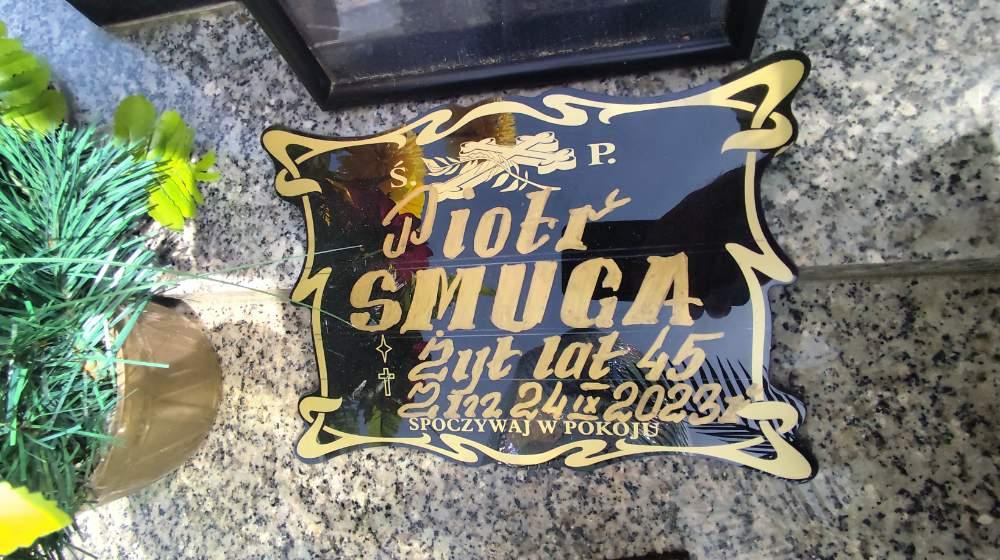 Ś. P.
Piotr
SMUGA
Żył lat 45
Zm 24 IX 2023r
SPOCZYWAJ W POKOJU